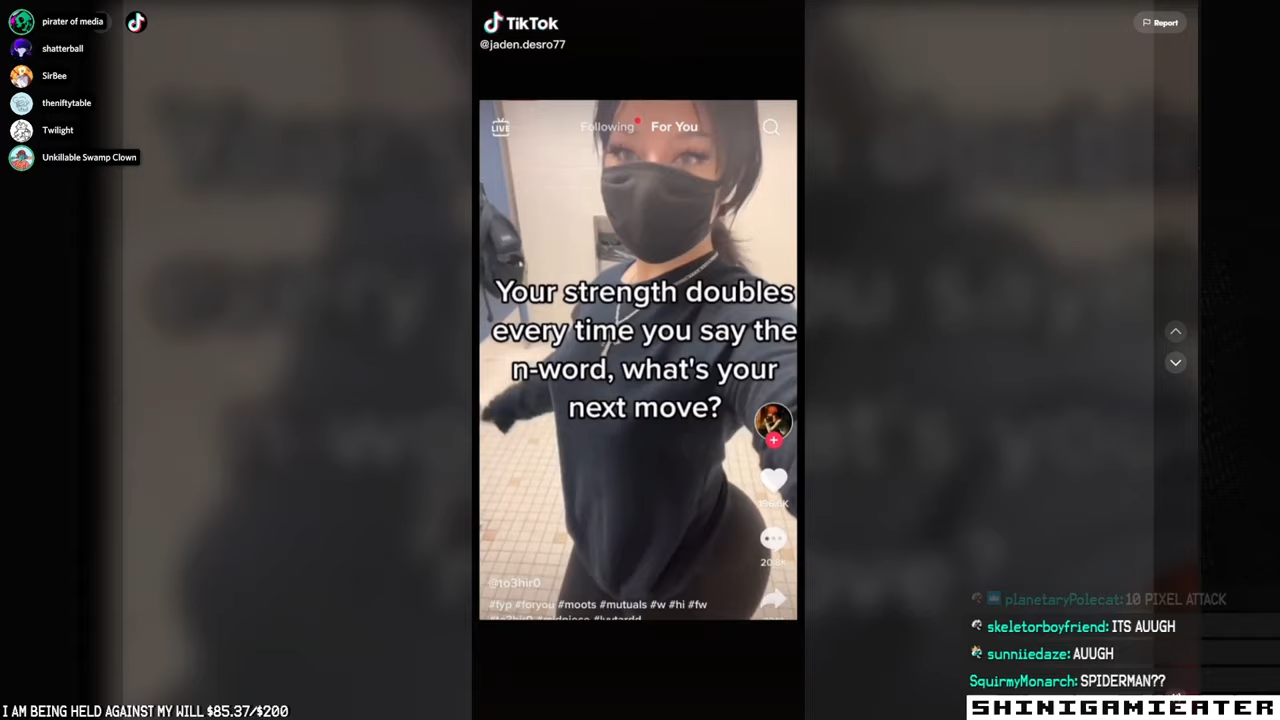 pirater of media
shatterball
SirBee
theniftytable
Twilight
Unkillable Swamp Clown
TikTok
@jaden.desro77
Report
LIVE
Following
For You
Your strength doubles
every time you say the
n-word, what's your
next move?
@to3hir0
#fyp #foryou #moots #mutuals #w #hi #fw
planetaryPolecat: 10 PIXEL ATTACK
skeletorboyfriend: ITS AUUGH
sunniiedaze: AUUGH
SquirmyMonarch: SPIDERMAN??
I AM BEING HELD AGAINST MY WILL $85.37/$200
SHINIGAMIEATER